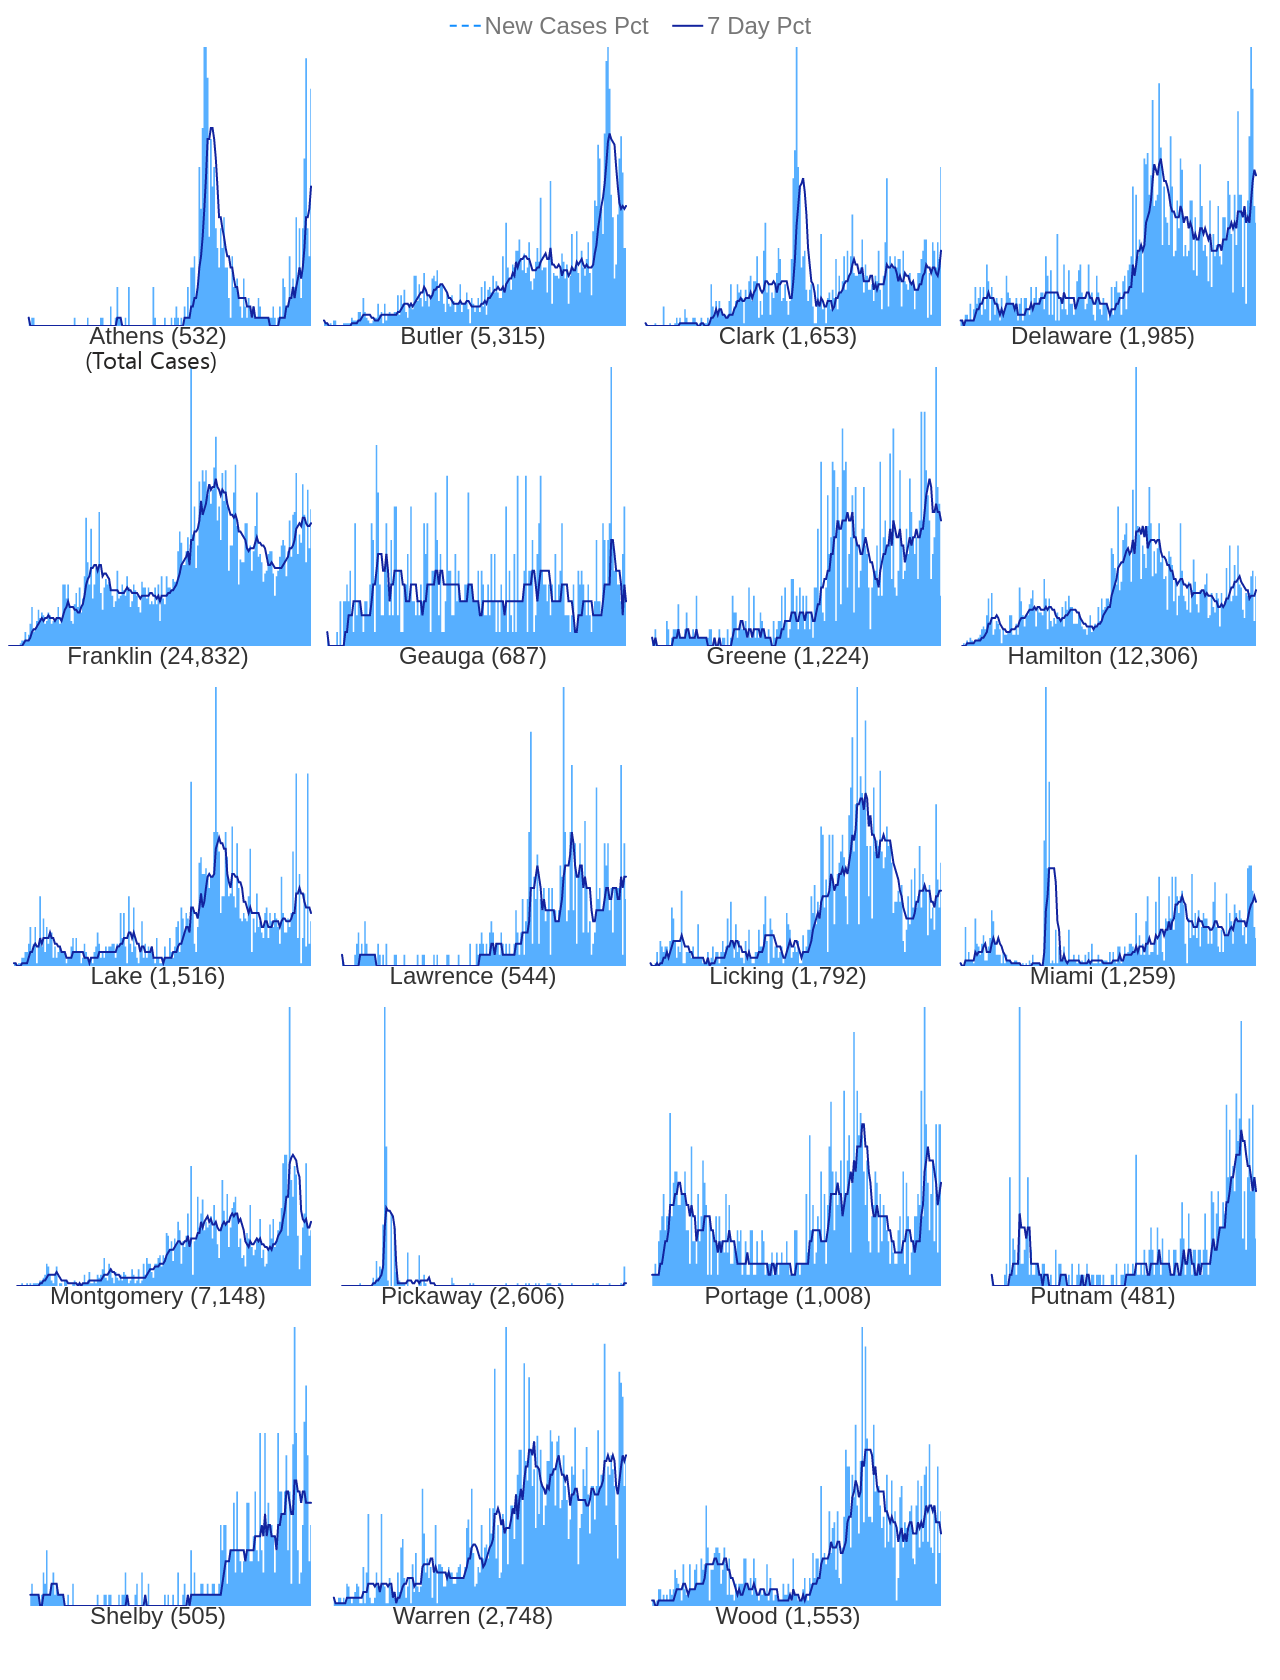 New Cases Pct 7 Day Pct
Athens (532) Butler (5,315) Clark (1,653) Delaware (1,985)
(Total Cases)
Franklin (24,832) Geauga (687) Greene (1,224) Hamilton (12,306)
Lake (1,516) Lawrence (544) Licking (1,792) Miami (1,259)
Montgomery (7,148) Pickaway (2,606) Portage (1,008) Putnam (481)
Shelby (505) Warren (2,748) Wood (1,553)